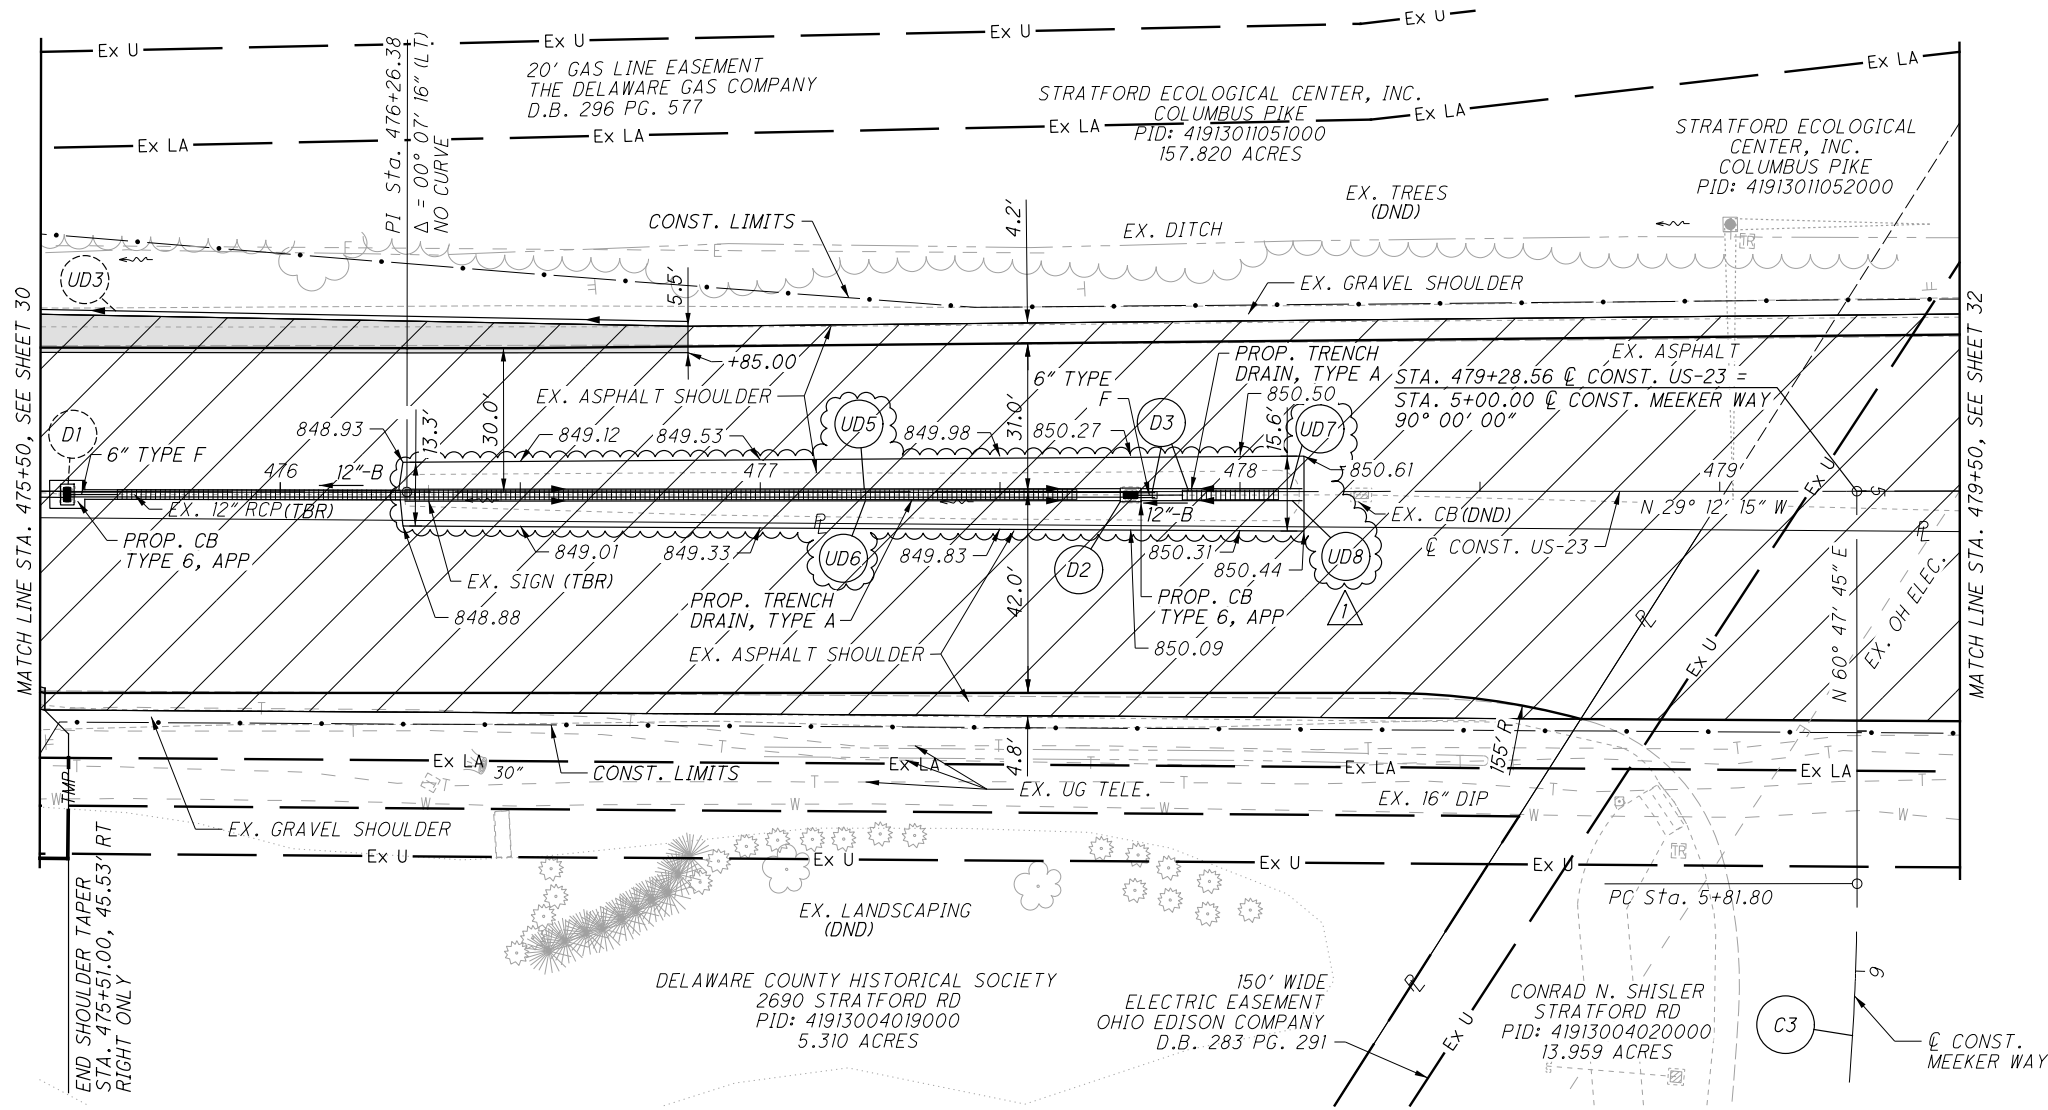 Ex U
Ex U
Ex U
Ex U
Ex LA
Ex LA
Ex LA
Ex LA
Ex LA
PI Sta. 476+26.38
Δ = 00° 07' 16" (LT)
NO CURVE
20' GAS LINE EASEMENT
THE DELAWARE GAS COMPANY
D.B. 296 PG. 577
STRATFORD ECOLOGICAL CENTER, INC.
COLUMBUS PIKE
PID: 41913011051000
157.820 ACRES
STRATFORD ECOLOGICAL
CENTER, INC.
COLUMBUS PIKE
PID: 41913011052000
EX. TREES
(DND)
CONST. LIMITS
4.2'
EX. DITCH
E
E
TR
UD3
5.5'
EX. GRAVEL SHOULDER
MATCH LINE STA. 475+50, SEE SHEET 30
MATCH LINE STA. 479+50, SEE SHEET 32
+85.00
PROP. TRENCH
DRAIN, TYPE A
EX. ASPHALT
EX. ASPHALT SHOULDER
6" TYPE
F
850.50
STA. 479+28.56 ℄ CONST. US-23 =
STA. 5+00.00 ℄ CONST. MEEKER WAY
90° 00' 00"
D1
848.93
13.3'
30.0'
849.12
849.53
UD5
849.98
31.0'
850.27
D3
15.6'
UD7
6" TYPE F
476
12"-B
477
478
850.61
479
Ex U
5
EX. 12" RCP (TBR)
PL
12"-B
EX. CB (DND)
N 29° 12' 15" W
PROP. CB
TYPE 6, APP
849.01
849.33
UD6
849.83
D2
850.31
850.44
UD8
℄ CONST. US-23
PL
EX. SIGN (TBR)
848.88
PROP. TRENCH
DRAIN, TYPE A
42.0'
PROP. CB
TYPE 6, APP
1
850.09
EX. ASPHALT SHOULDER
PL
Ex U
N 60° 47' 45" E
EX. OH ELEC.
T
T
T
T
T
T
T
T
T
T
Ex LA
30"
CONST. LIMITS
Ex LA
4.8'
155' R
Ex LA
Ex LA
TMP
W
W
W
W
W
W
EX. UG TELE.
EX. 16" DIP
EX. GRAVEL SHOULDER
Ex U
Ex U
Ex U
Ex U
TR
PC Sta. 5+81.80
END SHOULDER TAPER
STA. 475+51.00, 45.53' RT
RIGHT ONLY
EX. LANDSCAPING
(DND)
DELAWARE COUNTY HISTORICAL SOCIETY
2690 STRATFORD RD
PID: 41913004019000
5.310 ACRES
150' WIDE
ELECTRIC EASEMENT
OHIO EDISON COMPANY
D.B. 283 PG. 291
PL
Ex U
CONRAD N. SHISLER
STRATFORD RD
PID: 41913004020000
13.959 ACRES
C3
6
℄ CONST.
MEEKER WAY